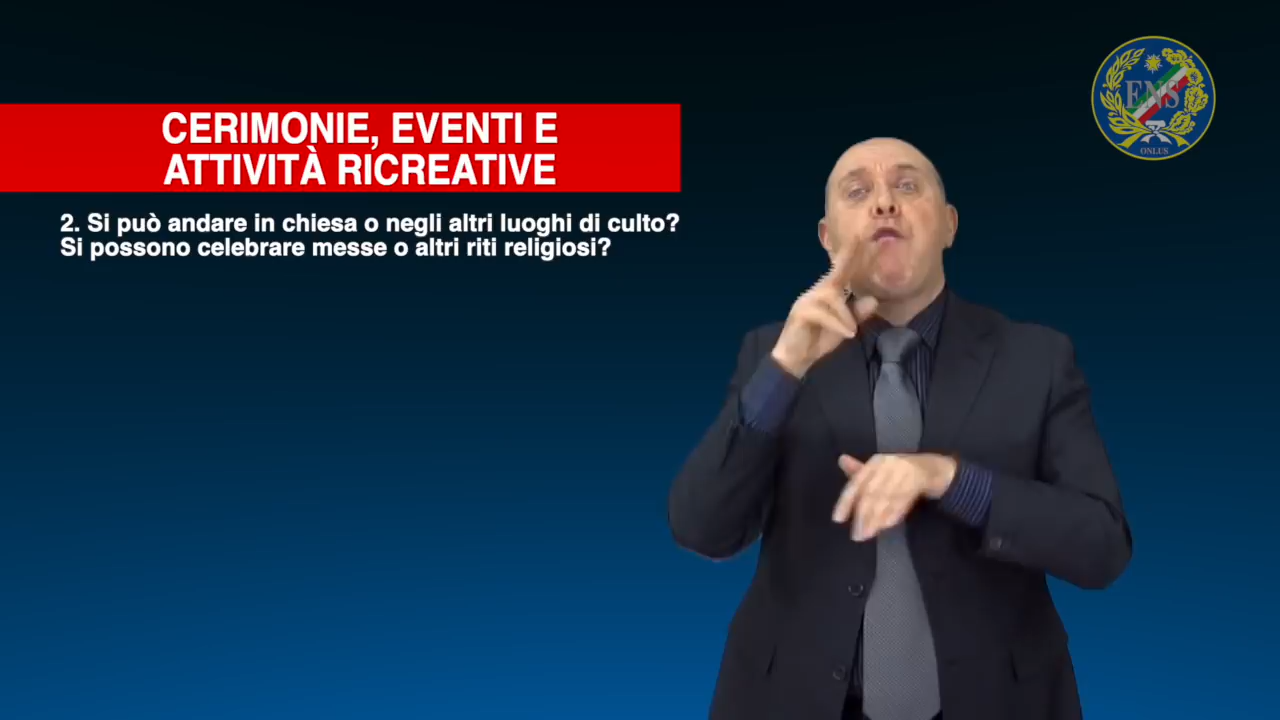 CERIMONIE, EVENTI E
ATTIVITÀ RICREATIVE
2. Si può andare in chiesa o negli altri luoghi di culto?
Si possono celebrare messe o altri riti religiosi?
ENS
ONLUS